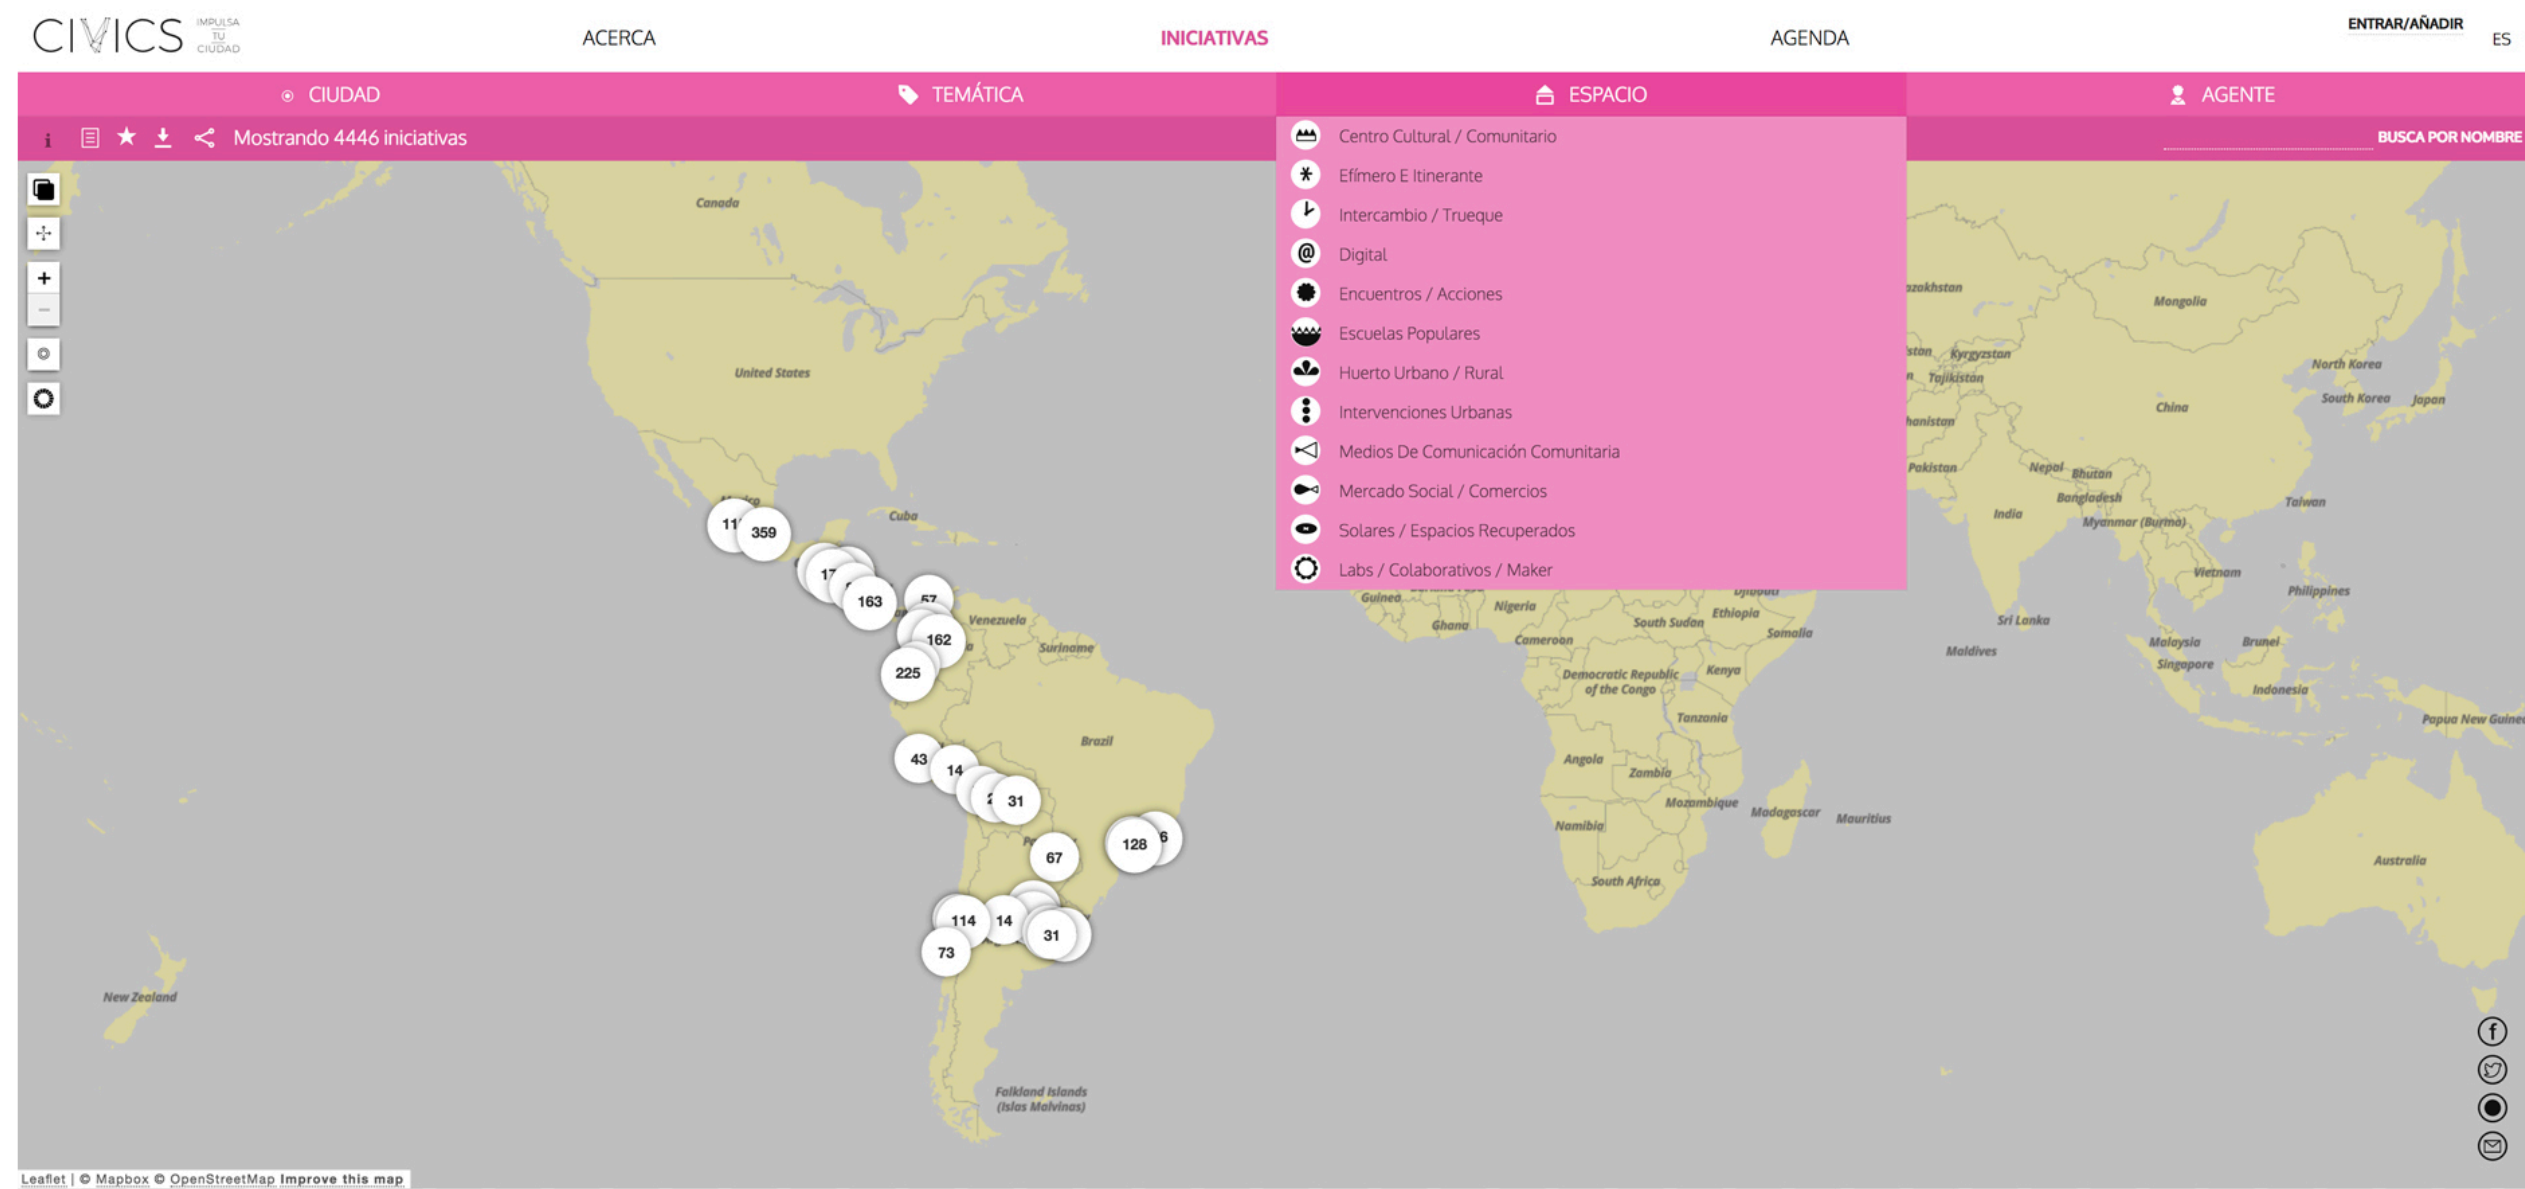 CIVICS
IMPULSA
TU
CIUDAD
ACERCA
INICIATIVAS
AGENDA
ENTRAR/AÑADIR
ES
CIUDAD
TEMÁTICA
ESPACIO
AGENTE
Mostrando 4446 iniciativas
BUSCA POR NOMBRE
Centro Cultural / Comunitario
Efímero E Itinerante
Intercambio / Trueque
@ Digital
Encuentros / Acciones
Escuelas Populares
Huerto Urbano / Rural
Intervenciones Urbanas
Medios De Comunicación Comunitaria
Mercado Social / Comercios
Solares / Espacios Recuperados
Labs / Colaborativos / Maker
Canada
United States
Cuba
359
163
57
162
225
Venezuela
Suriname
Brazil
43
14
31
67
128
114
14
31
73
New Zealand
Falkland Islands
(Islas Malvinas)
Mongolia
Kyrgyzstan
Tajikistan
North Korea
South Korea
Japan
China
Pakistan
Nepal
Bhutan
Bangladesh
India
Myanmar (Burma)
Taiwan
Vietnam
Philippines
Sri Lanka
Maldives
Malaysia
Brunei
Singapore
Indonesia
Papua New Guinea
Guinea
Ghana
Nigeria
Cameroon
South Sudan
Ethiopia
Somalia
Democratic Republic
of the Congo
Kenya
Tanzania
Angola
Zambia
Mozambique
Madagascar
Mauritius
Namibia
South Africa
Australia
Leaflet | © Mapbox © OpenStreetMap Improve this map